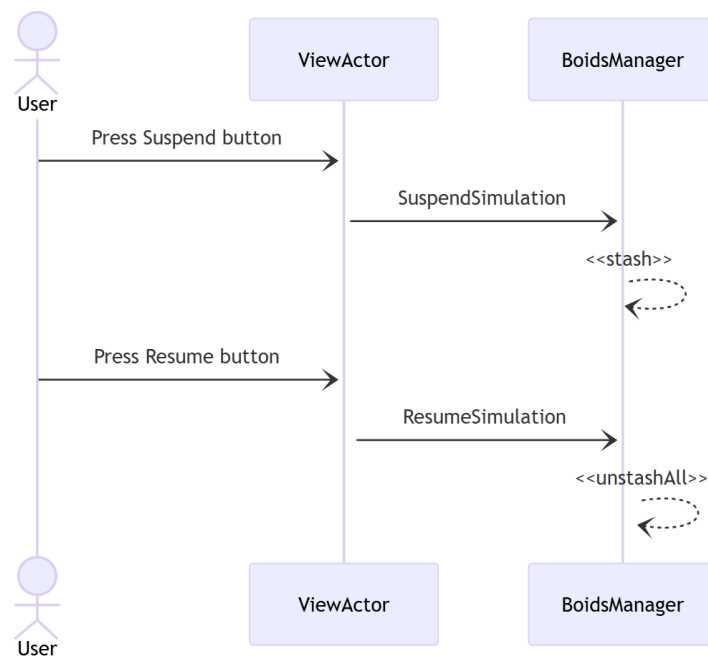 User
ViewActor
BoidsManager
Press Suspend button
SuspendSimulation
<<stash>>
Press Resume button
ResumeSimulation
<<unstashAll>>
User
ViewActor
BoidsManager